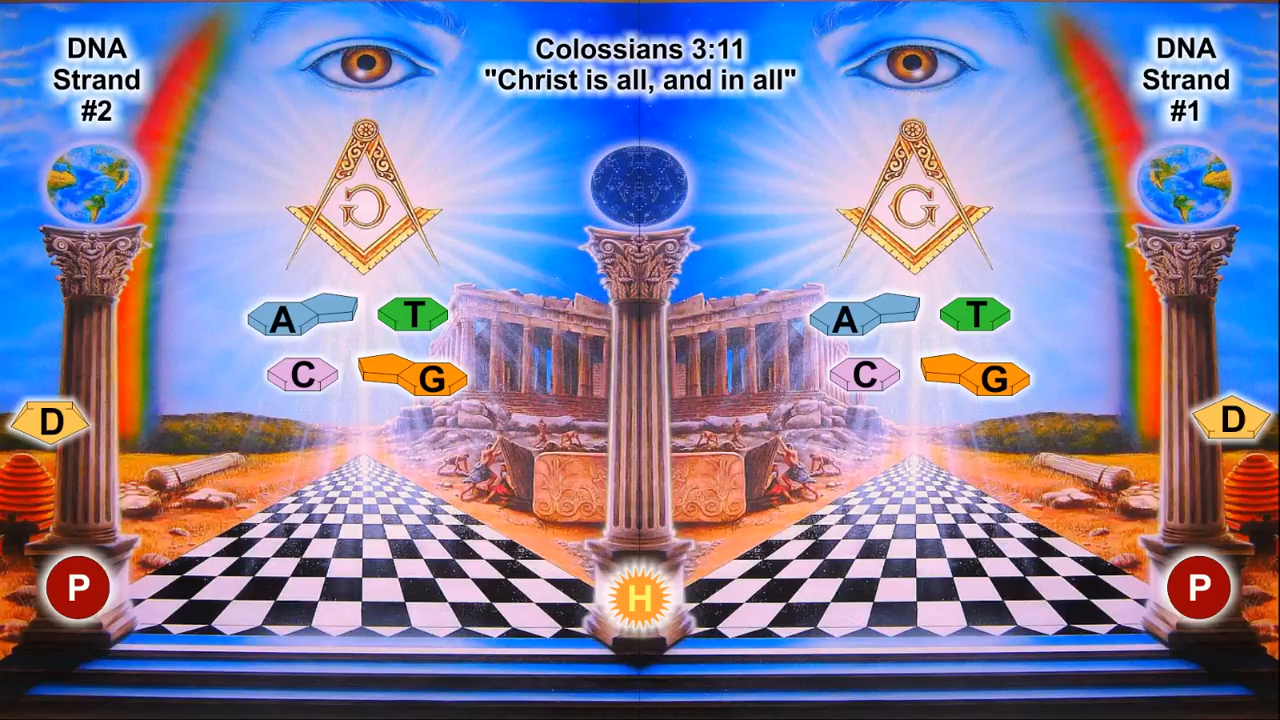 DNA
Strand
#2
Colossians 3:11
"Christ is all, and in all"
DNA
Strand
#1
G
G
A T
C G
A T
C G
D
D
P
H
P